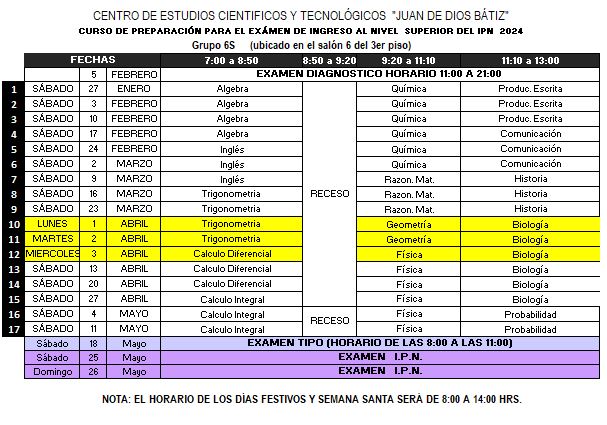 CENTRO DE ESTUDIOS CIENTIFICOS Y TECNOLÓGICOS "JUAN DE DIOS BÁTIZ"
CURSO DE PREPARACIÓN PARA EL EXÁMEN DE INGRESO AL NIVEL SUPERIOR DEL IPN 2024
Grupo 6S (ubicado en el salón 6 del 3er piso)
FECHAS 7:00 a 8:50 8:50 a 9:20 9:20 a 11:10 11:10 a 13:00
5 FEBRERO EXAMEN DIAGNOSTICO HORARIO 11:00 A 21:00
1 SÁBADO 27 ENERO Algebra Química Produc. Escrita
2 SÁBADO 3 FEBRERO Algebra Química Produc. Escrita
3 SÁBADO 10 FEBRERO Algebra Química Produc. Escrita
4 SÁBADO 17 FEBRERO Algebra Química Comunicación
5 SÁBADO 24 FEBRERO Inglés Química Comunicación
6 SÁBADO 2 MARZO Inglés Química Comunicación
7 SÁBADO 9 MARZO Inglés Razon. Mat. Historia
8 SÁBADO 16 MARZO Trigonometria RECESO Razon. Mat. Historia
9 SÁBADO 23 MARZO Trigonometria Razon. Mat. Historia
10 LUNES 1 ABRIL Trigonometria Geometría Biología
11 MARTES 2 ABRIL Trigonometria Geometría Biología
12 MIERCOLES 3 ABRIL Calculo Diferencial Física Biología
13 SÁBADO 13 ABRIL Calculo Diferencial Física Biología
14 SÁBADO 20 ABRIL Calculo Diferencial Física Biología
15 SÁBADO 27 ABRIL Calculo Integral Física Biología
16 SÁBADO 4 MAYO Calculo Integral RECESO Física Probabilidad
17 SÁBADO 11 MAYO Calculo Integral Física Probabilidad
Sábado 18 Mayo EXAMEN TIPO (HORARIO DE LAS 8:00 A LAS 11:00)
Sábado 25 Mayo EXAMEN I.P.N.
Domingo 26 Mayo EXAMEN I.P.N.
NOTA: EL HORARIO DE LOS DÌAS FESTIVOS Y SEMANA SANTA SERÁ DE 8:00 A 14:00 HRS.